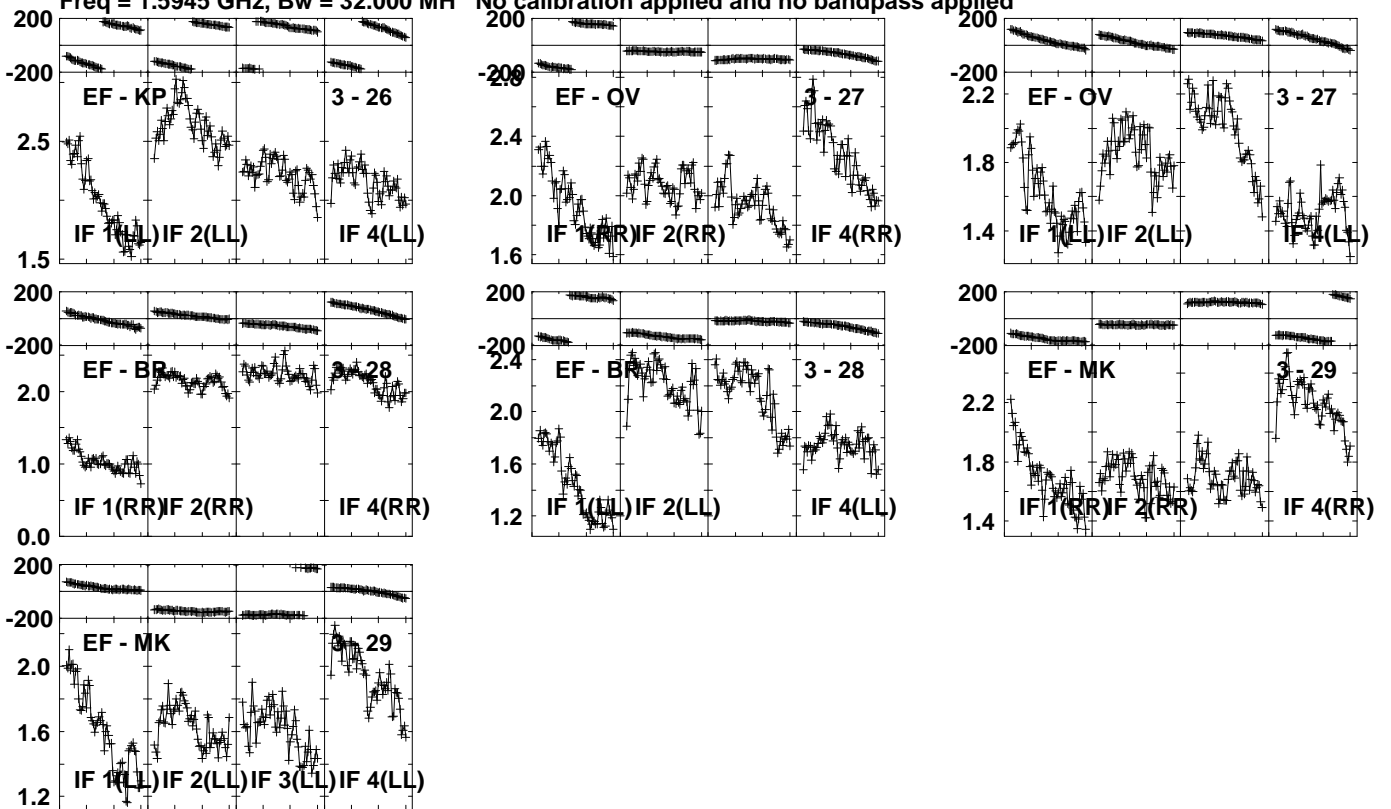 Freq = 1.5945 GHz, Bw = 32.000 MH No calibration applied and no bandpass applied
200
-200
EF - KP 3 - 26
2.5
1.5
IF 1(LL) IF 2(LL) IF 4(LL)
200
-200
2.8
EF - OV 3 - 27
2.4
2.0
1.6
IF 1(RR) IF 2(RR) IF 4(RR)
200
-200
2.2
EF - OV 3 - 27
1.8
1.4
IF 1(LL) IF 2(LL) IF 4(LL)
200
-200
EF - BR 3 - 28
2.0
1.0
IF 1(RR) IF 2(RR) IF 4(RR)
0.0
200
-200
2.4
EF - BR 3 - 28
2.0
1.6
1.2
IF 1(LL) IF 2(LL) IF 4(LL)
200
-200
EF - MK 3 - 29
2.2
1.8
1.4
IF 1(RR) IF 2(RR) IF 4(RR)
200
-200
EF - MK 3 - 29
2.0
1.6
IF 1(LL) IF 2(LL) IF 3(LL) IF 4(LL)
1.2